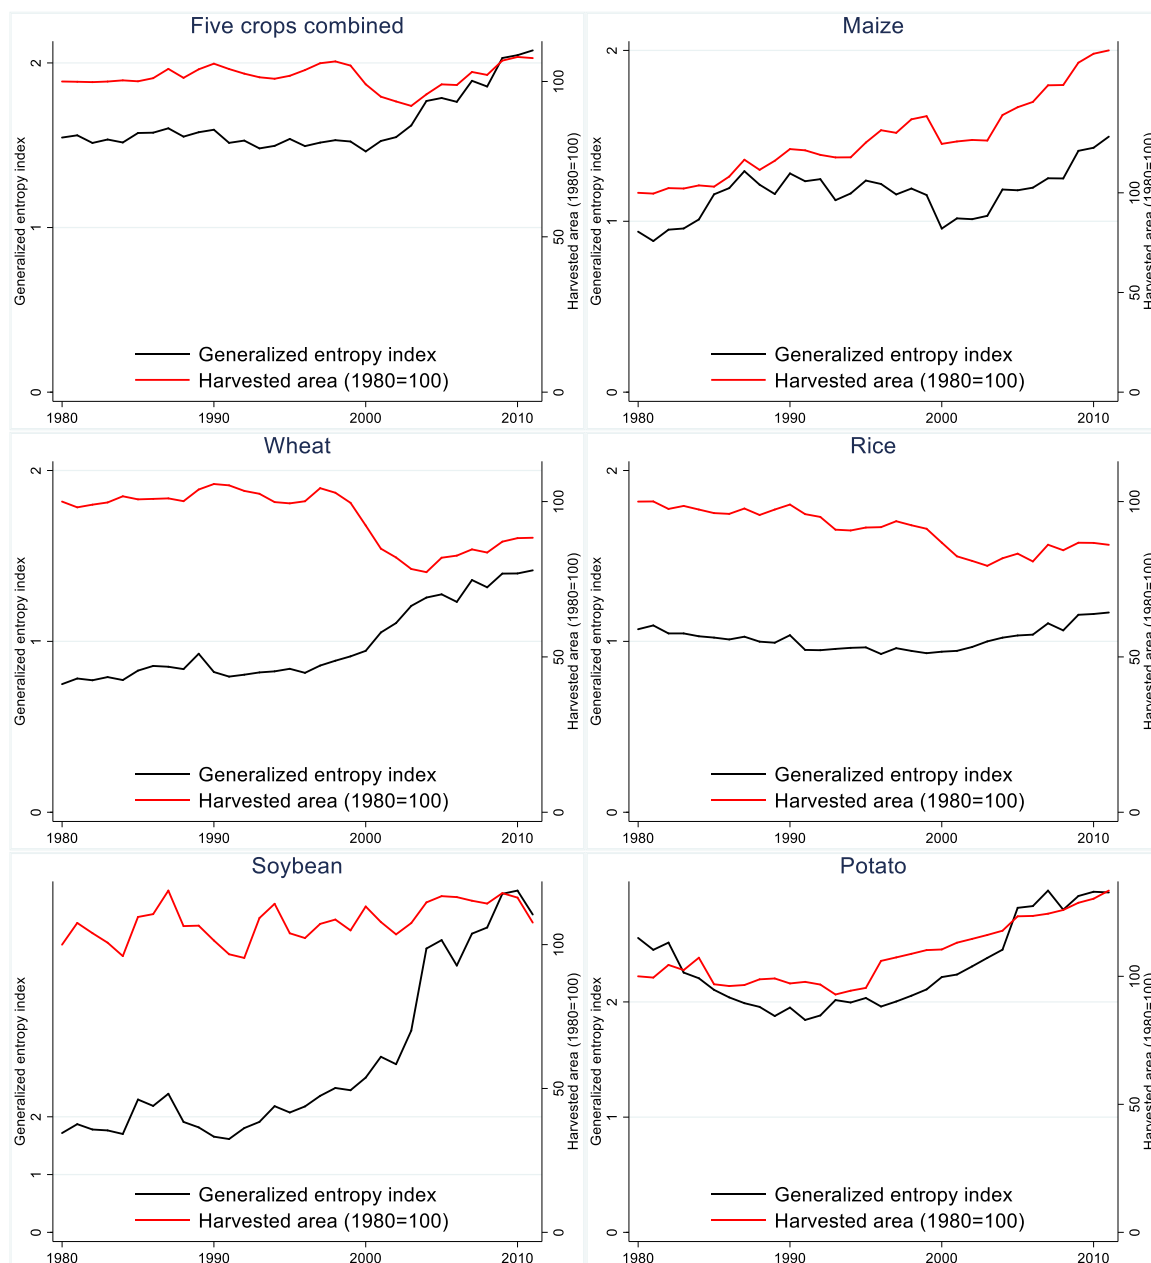 Five crops combined
Generalized entropy index
0 1 2
Harvested area (1980=100)
0 50 100
Generalized entropy index
Harvested area (1980=100)
1980 1990 2000 2010
Maize
Generalized entropy index
0 1 2
Harvested area (1980=100)
0 50 100
Generalized entropy index
Harvested area (1980=100)
1980 1990 2000 2010
Wheat
Generalized entropy index
0 1 2
Harvested area (1980=100)
0 50 100
Generalized entropy index
Harvested area (1980=100)
1980 1990 2000 2010
Rice
Generalized entropy index
0 1 2
Harvested area (1980=100)
0 50 100
Generalized entropy index
Harvested area (1980=100)
1980 1990 2000 2010
Soybean
Generalized entropy index
0 1 2
Harvested area (1980=100)
0 50 100
Generalized entropy index
Harvested area (1980=100)
1980 1990 2000 2010
Potato
Generalized entropy index
0 1 2
Harvested area (1980=100)
0 50 100
Generalized entropy index
Harvested area (1980=100)
1980 1990 2000 2010